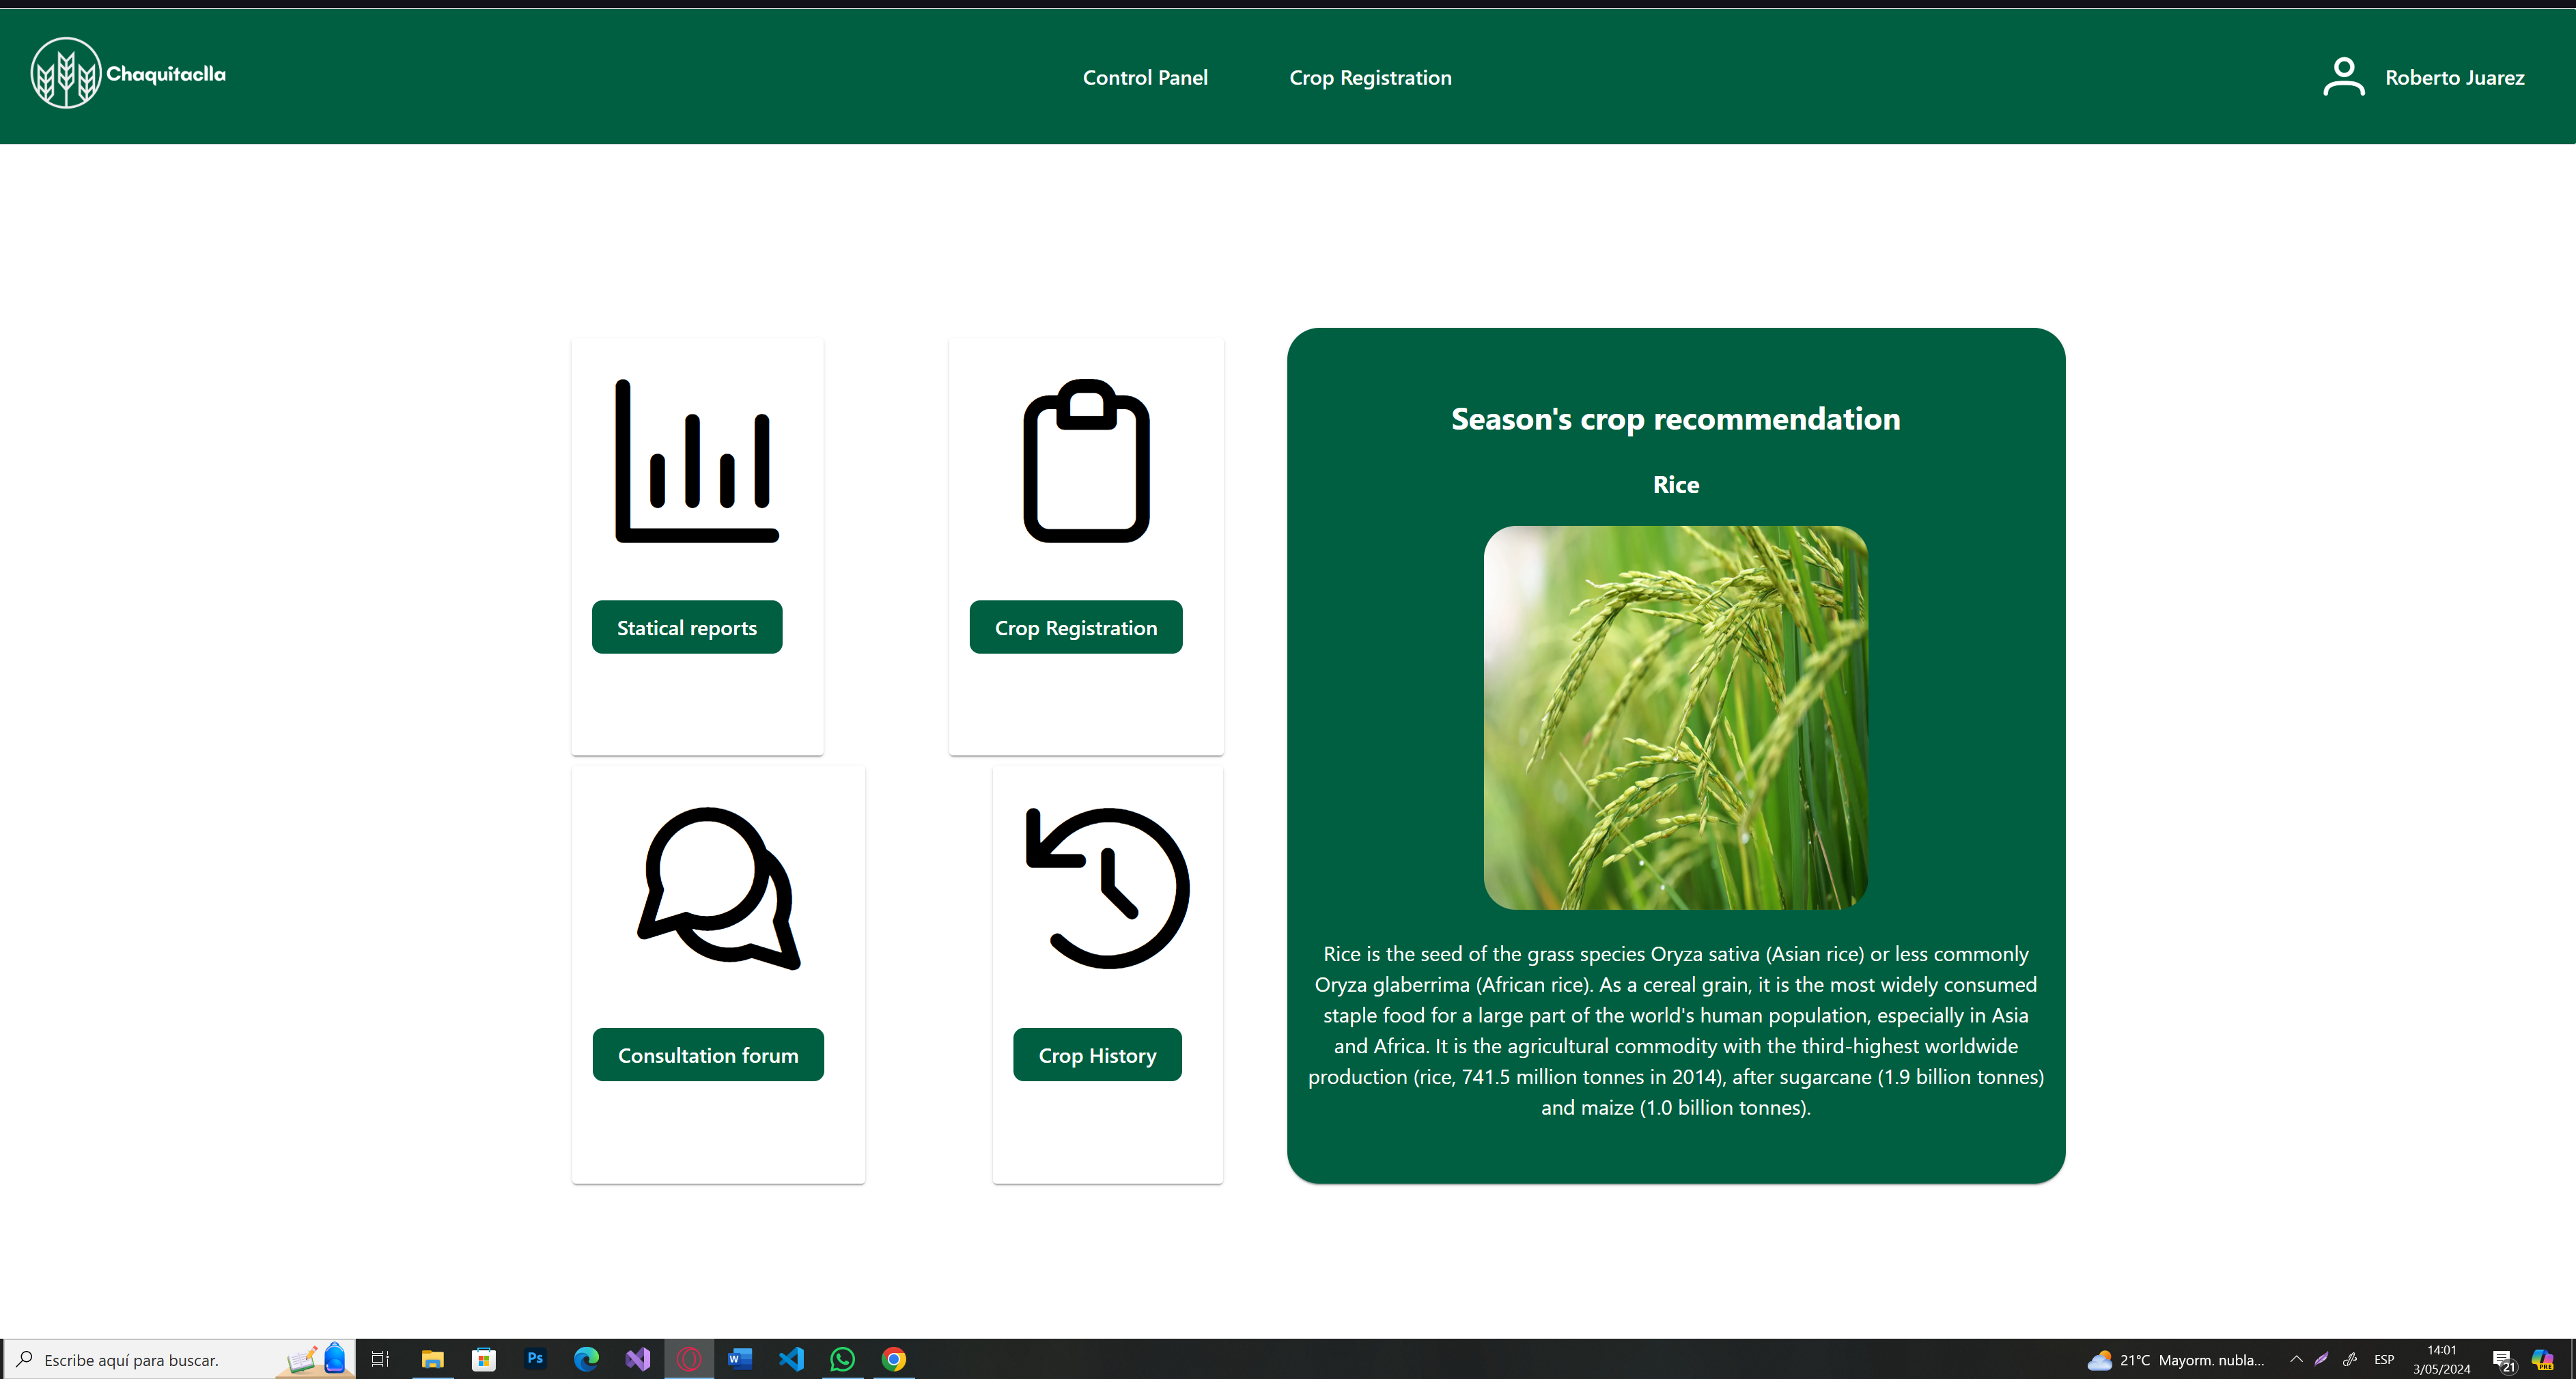 Chaquitaclla
Control Panel
Crop Registration
Roberto Juarez
Statical reports
Crop Registration
Consultation forum
Crop History
Season's crop recommendation
Rice
Rice is the seed of the grass species Oryza sativa (Asian rice) or less commonly
Oryza glaberrima (African rice). As a cereal grain, it is the most widely consumed
staple food for a large part of the world's human population, especially in Asia
and Africa. It is the agricultural commodity with the third-highest worldwide
production (rice, 741.5 million tonnes in 2014), after sugarcane (1.9 billion tonnes)
and maize (1.0 billion tonnes).
Escribe aquí para buscar.
Ps
W
21°C Mayorm. nubla...
ESP
14:01
3/05/2024
21
PRE